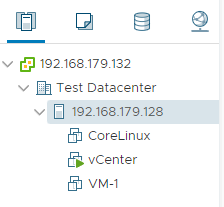 192.168.179.132
Test Datacenter
192.168.179.128
CoreLinux
vCenter
VM-1